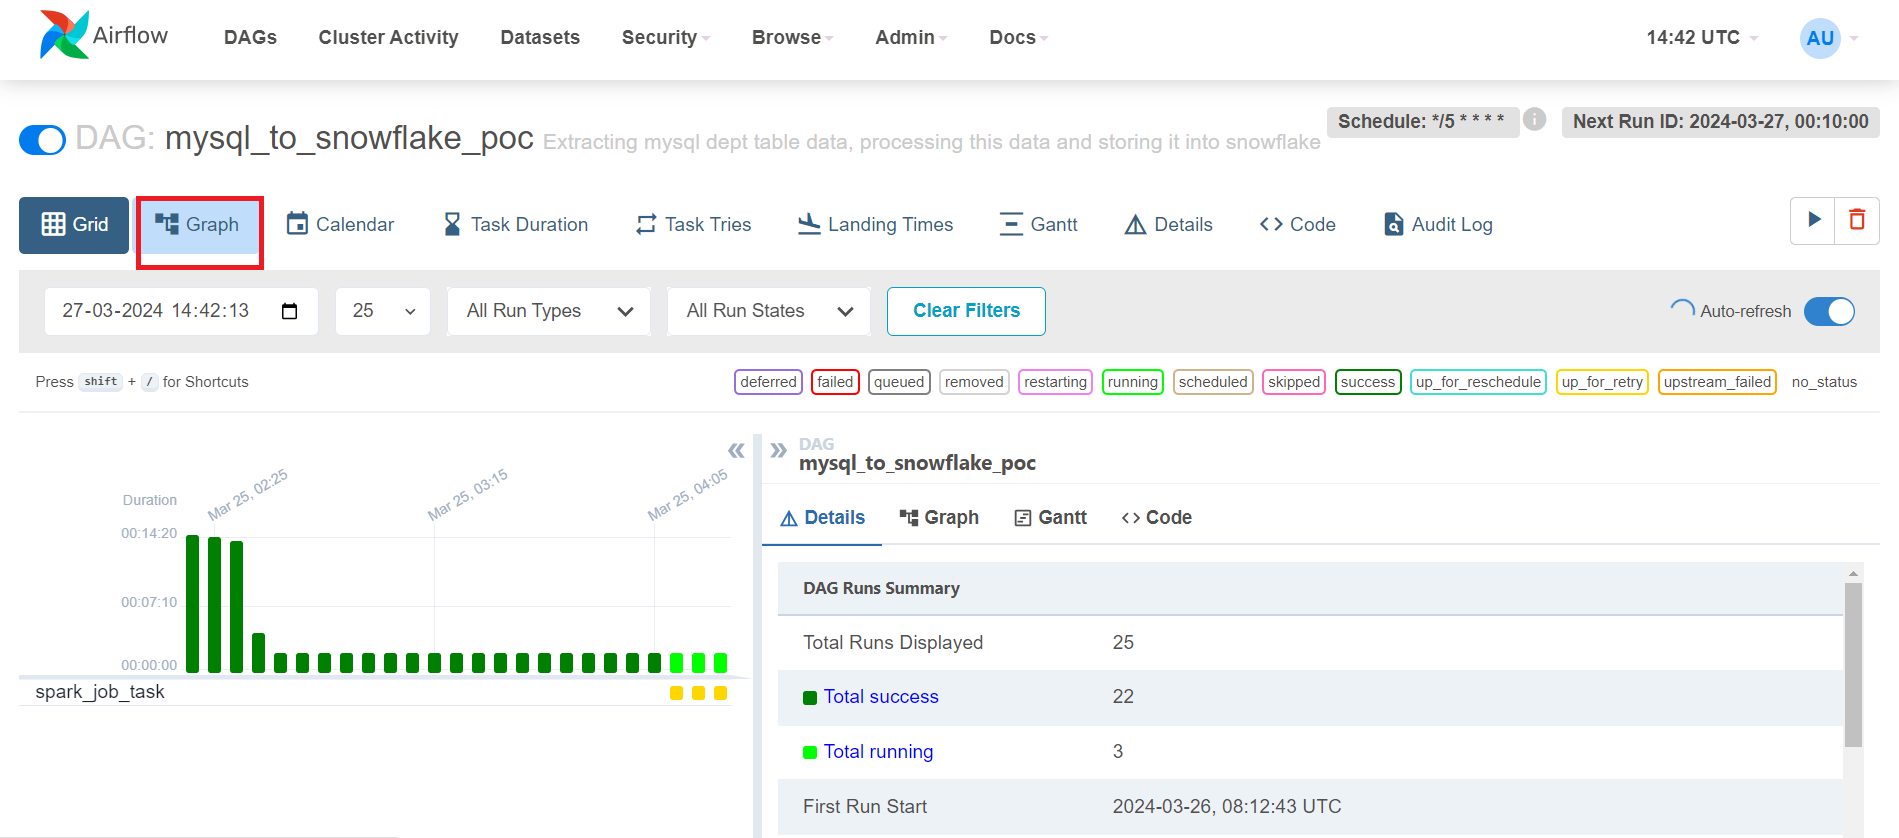 Airflow DAGs Cluster Activity Datasets Security Browse Admin Docs 14:42 UTC AU
DAG: mysql_to_snowflake_poc Extracting mysql dept table data, processing this data and storing it into snowflake Schedule: */5 * * * * i Next Run ID: 2024-03-27, 00:10:00
Grid Graph Calendar Task Duration Task Tries Landing Times Gantt Details Code Audit Log
27-03-2024 14:42:13 25 All Run Types All Run States Clear Filters Auto-refresh
Press shift + / for Shortcuts deferred failed queued removed restarting running scheduled skipped success up_for_reschedule up_for_retry upstream_failed no_status
DAG
mysql_to_snowflake_poc
Mar 25, 02:25 Mar 25, 03:15 Mar 25, 04:05
Duration
00:14:20
00:07:10
00:00:00
spark_job_task
Details Graph Gantt Code
DAG Runs Summary
Total Runs Displayed 25
Total success 22
Total running 3
First Run Start 2024-03-26, 08:12:43 UTC